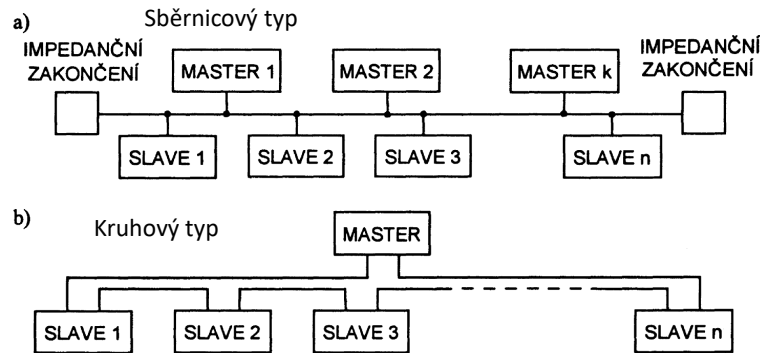 a) Sběrnicový typ
IMPEDANČNÍ
ZAKONČENÍ
MASTER 1
MASTER 2
MASTER k
IMPEDANČNÍ
ZAKONČENÍ
SLAVE 1
SLAVE 2
SLAVE 3
SLAVE n
b) Kruhový typ
MASTER
SLAVE 1
SLAVE 2
SLAVE 3
SLAVE n